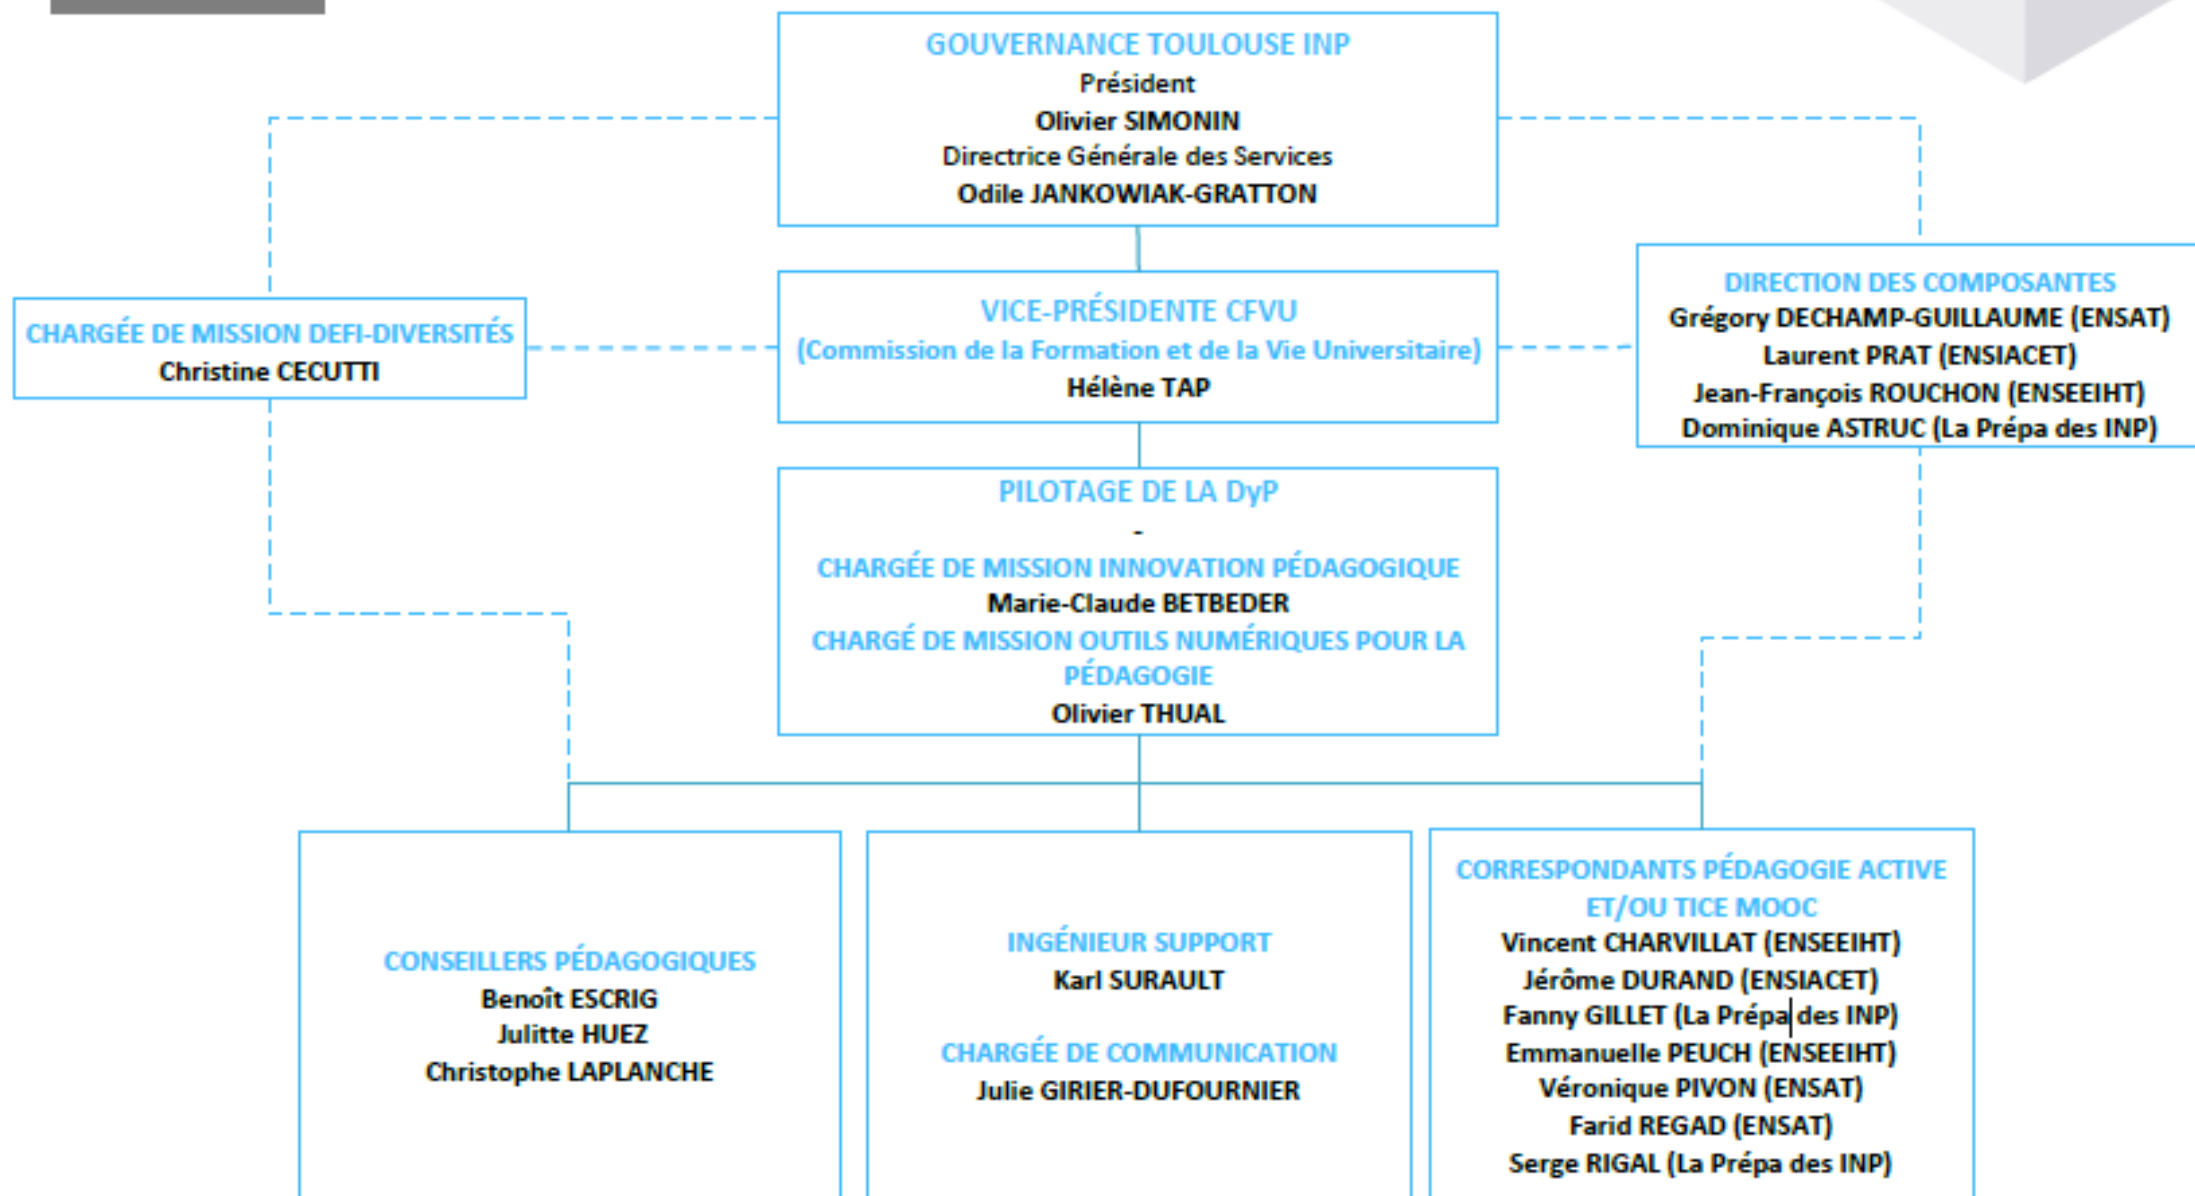 GOUVERNANCE TOULOUSE INP
Président
Olivier SIMONIN
Directrice Générale des Services
Odile JANKOWIAK-GRATTON
CHARGÉE DE MISSION DEFI-DIVERSITÉS
Christine CECUTTI
VICE-PRÉSIDENTE CFVU
(Commission de la Formation et de la Vie Universitaire)
Hélène TAP
DIRECTION DES COMPOSANTES
Grégory DECHAMP-GUILLAUME (ENSAT)
Laurent PRAT (ENSIACET)
Jean-François ROUCHON (ENSEEIHT)
Dominique ASTRUC (La Prépa des INP)
PILOTAGE DE LA DyP
-
CHARGÉE DE MISSION INNOVATION PÉDAGOGIQUE
Marie-Claude BETBEDER
CHARGÉ DE MISSION OUTILS NUMÉRIQUES POUR LA
PÉDAGOGIE
Olivier THUAL
CONSEILLERS PÉDAGOGIQUES
Benoît ESCRIG
Julitte HUEZ
Christophe LAPLANCHE
INGÉNIEUR SUPPORT
Karl SURAULT
CHARGÉE DE COMMUNICATION
Julie GIRIER-DUFOURNIER
CORRESPONDANTS PÉDAGOGIE ACTIVE
ET/OU TICE MOOC
Vincent CHARVILLAT (ENSEEIHT)
Jérôme DURAND (ENSIACET)
Fanny GILLET (La Prépa des INP)
Emmanuelle PEUCH (ENSEEIHT)
Véronique PIVON (ENSAT)
Farid REGAD (ENSAT)
Serge RIGAL (La Prépa des INP)